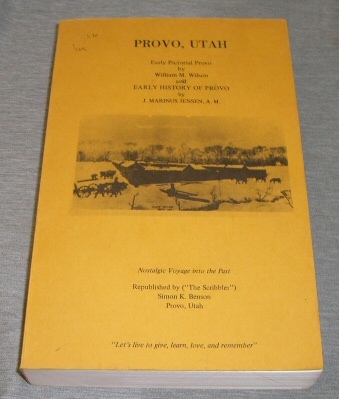 PROVO, UTAH
Early Pictorial Provo
by
William M. Wilson
and
EARLY HISTORY OF PROVO
by
J. MARINUS JENSEN, A. M.
Nostalgic Voyage into the Past
Republished by ("The Scribbler")
Simon K. Benson
Provo, Utah
"Let's live to give, learn, love, and remember"